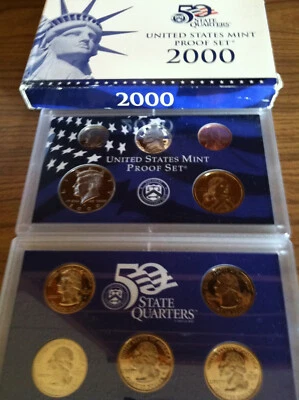 50
STATE
QUARTERS
UNITED STATES MINT
PROOF SET
2000
2000
UNITED STATES MINT
PROOF SET
50
STATE
QUARTERS